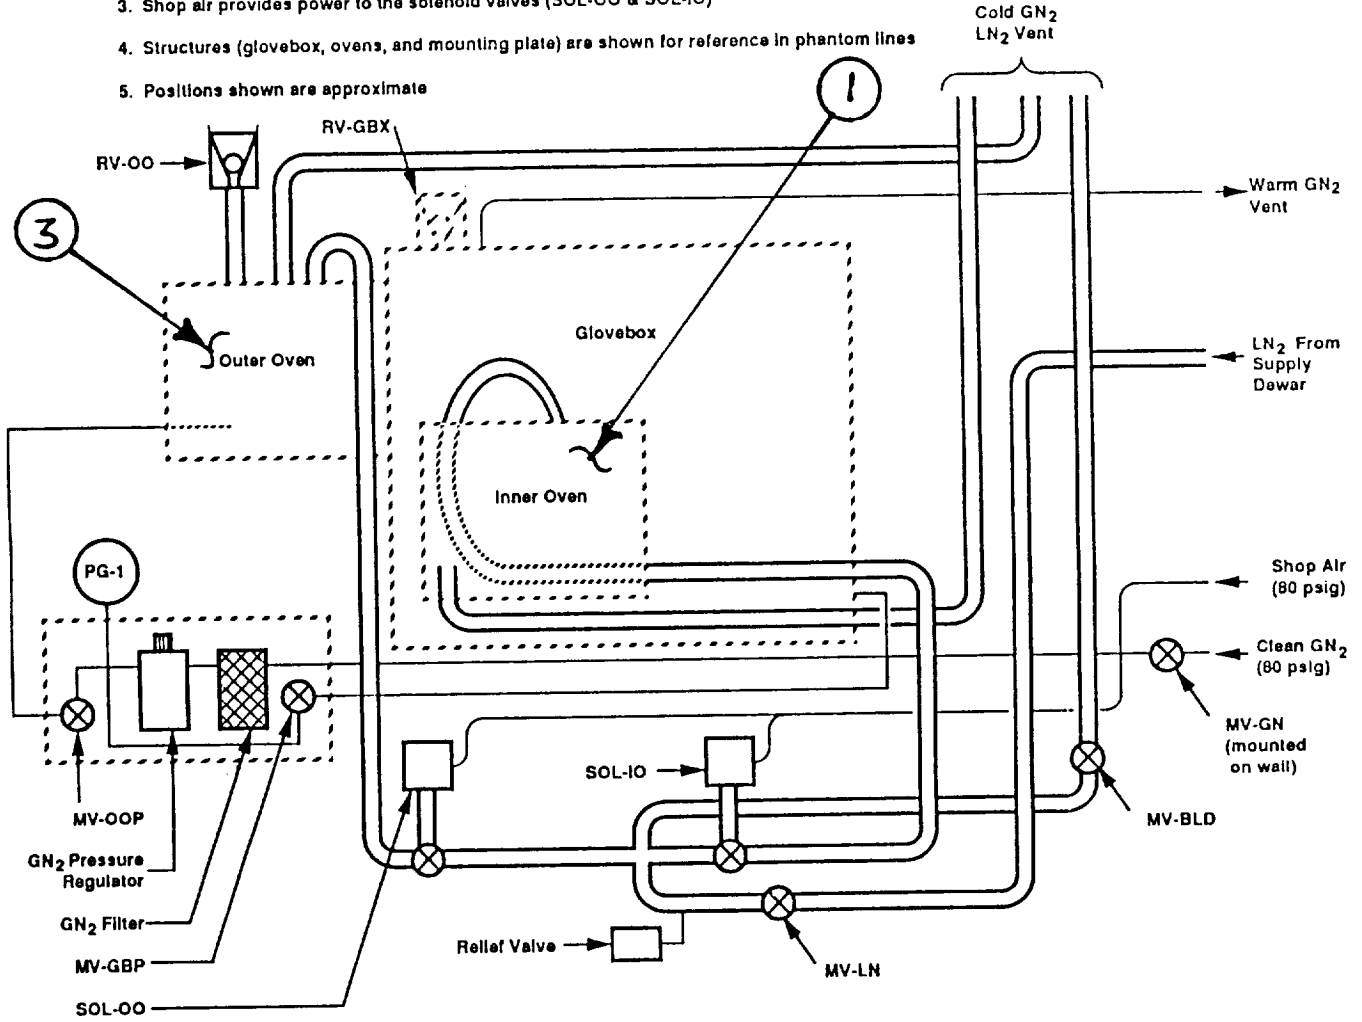 3. Shop air provides power to the solenoid valves (SOL-OO & SOL-IO)
4. Structures (glovebox, ovens, and mounting plate) are shown for reference in phantom lines
5. Positions shown are approximate
Cold GN2
LN2 Vent
1
RV-GBX
RV-OO
Warm GN2
Vent
3
Glovebox
Outer Oven
LN2 From
Supply
Dewar
Inner Oven
PG-1
Shop Air
(80 psig)
Clean GN2
(80 psig)
MV-GN
(mounted
on wall)
SOL-IO
MV-BLD
MV-OOP
GN2 Pressure
Regulator
GN2 Filter
Relief Valve
MV-GBP
MV-LN
SOL-OO